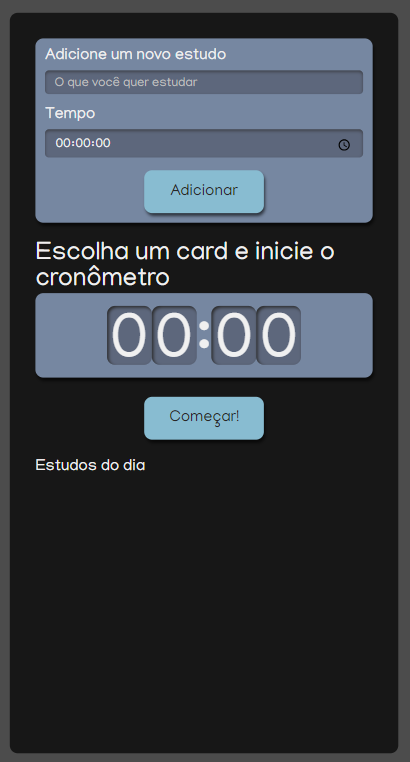 Adicione um novo estudo
O que você quer estudar
Tempo
00:00:00
Adicionar
Escolha um card e inicie o
cronômetro
00:00
Começar!
Estudos do dia